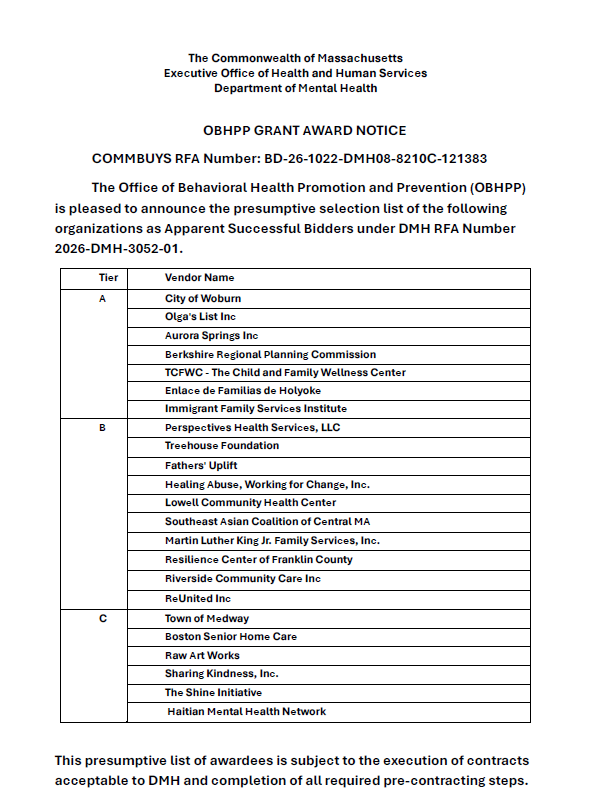 The Commonwealth of Massachusetts
Executive Office of Health and Human Services
Department of Mental Health
OBHPP GRANT AWARD NOTICE
COMMBUYS RFA Number: BD-26-1022-DMH08-8210C-121383
The Office of Behavioral Health Promotion and Prevention (OBHPP)
is pleased to announce the presumptive selection list of the following
organizations as Apparent Successful Bidders under DMH RFA Number
2026-DMH-3052-01.
Tier Vendor Name
A City of Woburn
Olga's List Inc
Aurora Springs Inc
Berkshire Regional Planning Commission
TCFWC - The Child and Family Wellness Center
Enlace de Familias de Holyoke
Immigrant Family Services Institute
B Perspectives Health Services, LLC
Treehouse Foundation
Fathers' Uplift
Healing Abuse, Working for Change, Inc.
Lowell Community Health Center
Southeast Asian Coalition of Central MA
Martin Luther King Jr. Family Services, Inc.
Resilience Center of Franklin County
Riverside Community Care Inc
ReUnited Inc
C Town of Medway
Boston Senior Home Care
Raw Art Works
Sharing Kindness, Inc.
The Shine Initiative
Haitian Mental Health Network
This presumptive list of awardees is subject to the execution of contracts
acceptable to DMH and completion of all required pre-contracting steps.